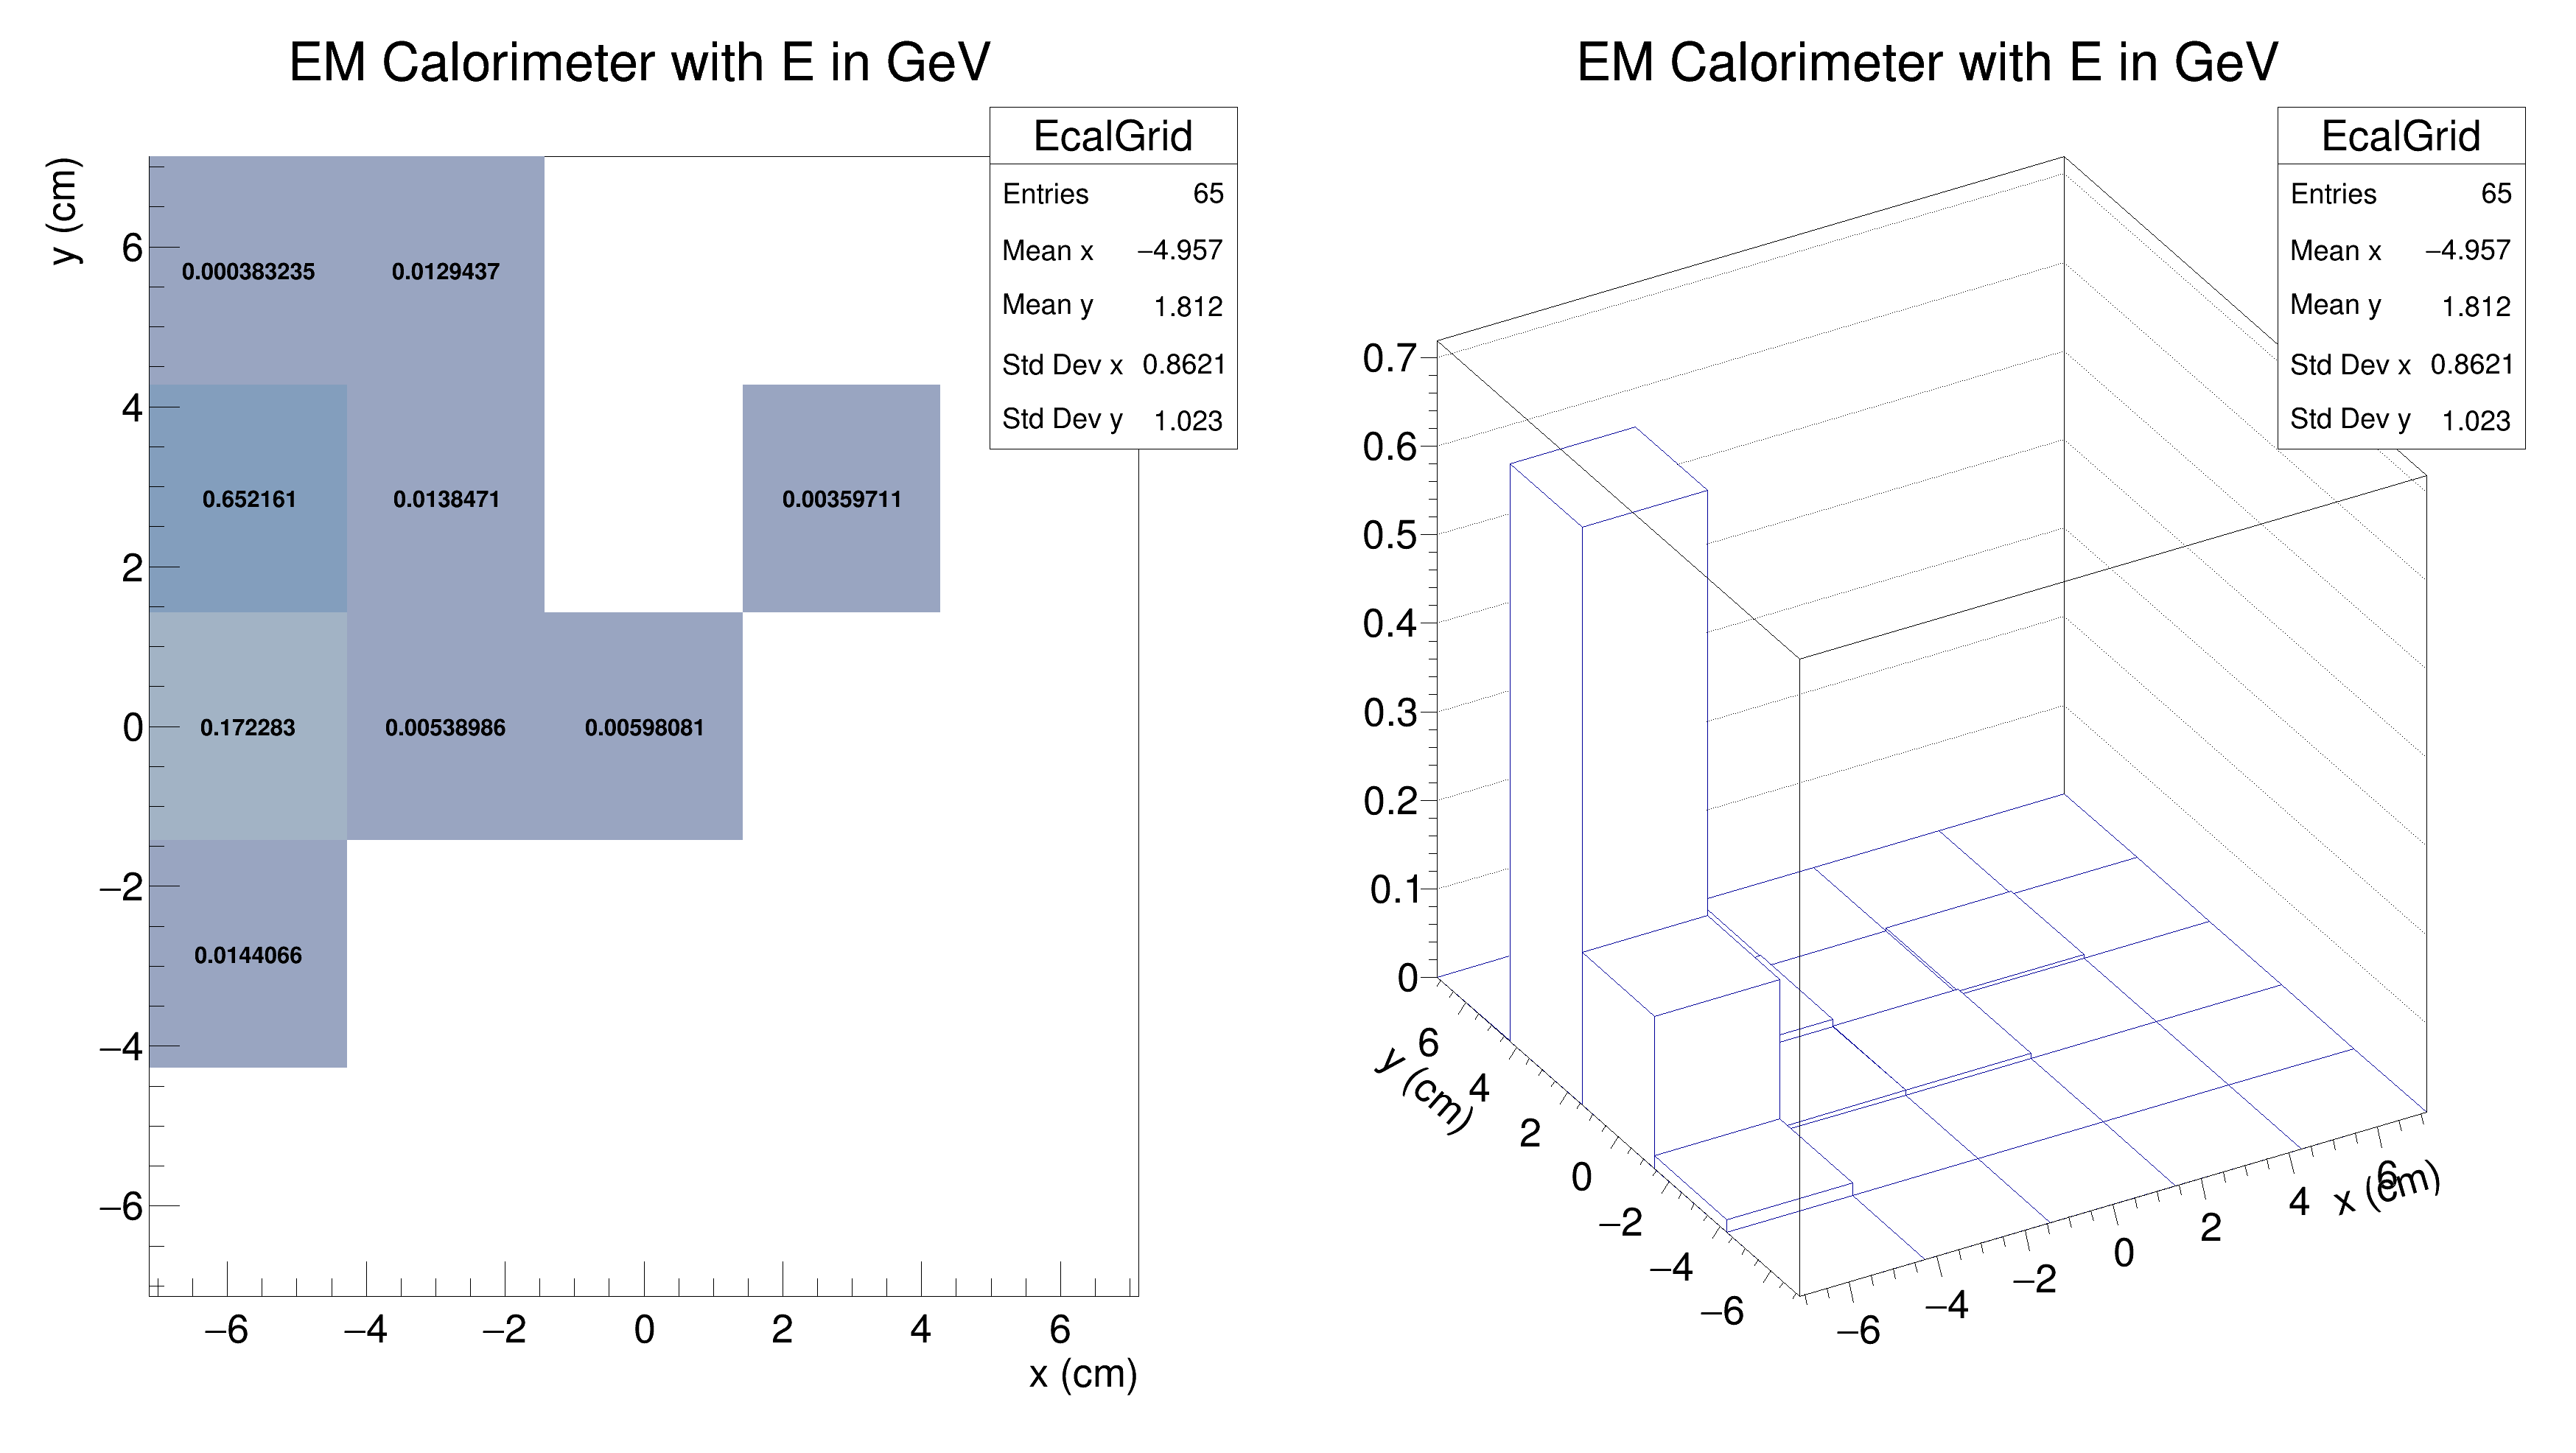 EM Calorimeter with E in GeV
EcalGrid
Entries 65
Mean x −4.957
Mean y 1.812
Std Dev x 0.8621
Std Dev y 1.023
y (cm)
6
4
2
0
−2
−4
−6
0.000383235 0.0129437
0.652161 0.0138471 0.00359711
0.172283 0.00538986 0.00598081
0.0144066
−6 −4 −2 0 2 4 6
x (cm)
EM Calorimeter with E in GeV
EcalGrid
Entries 65
Mean x −4.957
Mean y 1.812
Std Dev x 0.8621
Std Dev y 1.023
0.7
0.6
0.5
0.4
0.3
0.2
0.1
0
y (cm)
6
4
2
0
−2
−4
−6
−6 −4 −2 0 2 4 6
x (cm)